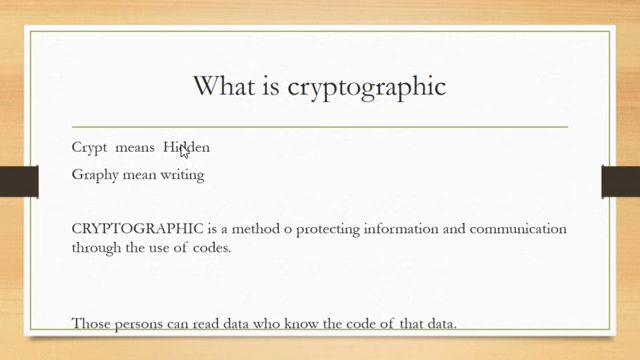 What is cryptographic
Crypt means Hidden
Graphy mean writing
CRYPTOGRAPHIC is a method o protecting information and communication
through the use of codes.
Those persons can read data who know the code of that data.